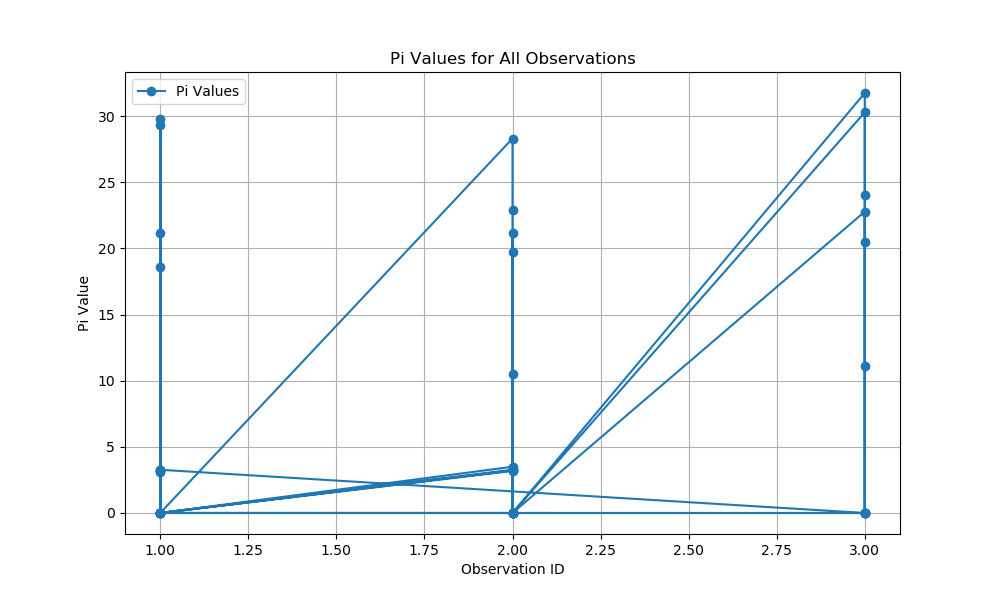 Pi Values for All Observations
Pi Values
30
25
20
15
10
5
0
Pi Value
1.00 1.25 1.50 1.75 2.00 2.25 2.50 2.75 3.00
Observation ID